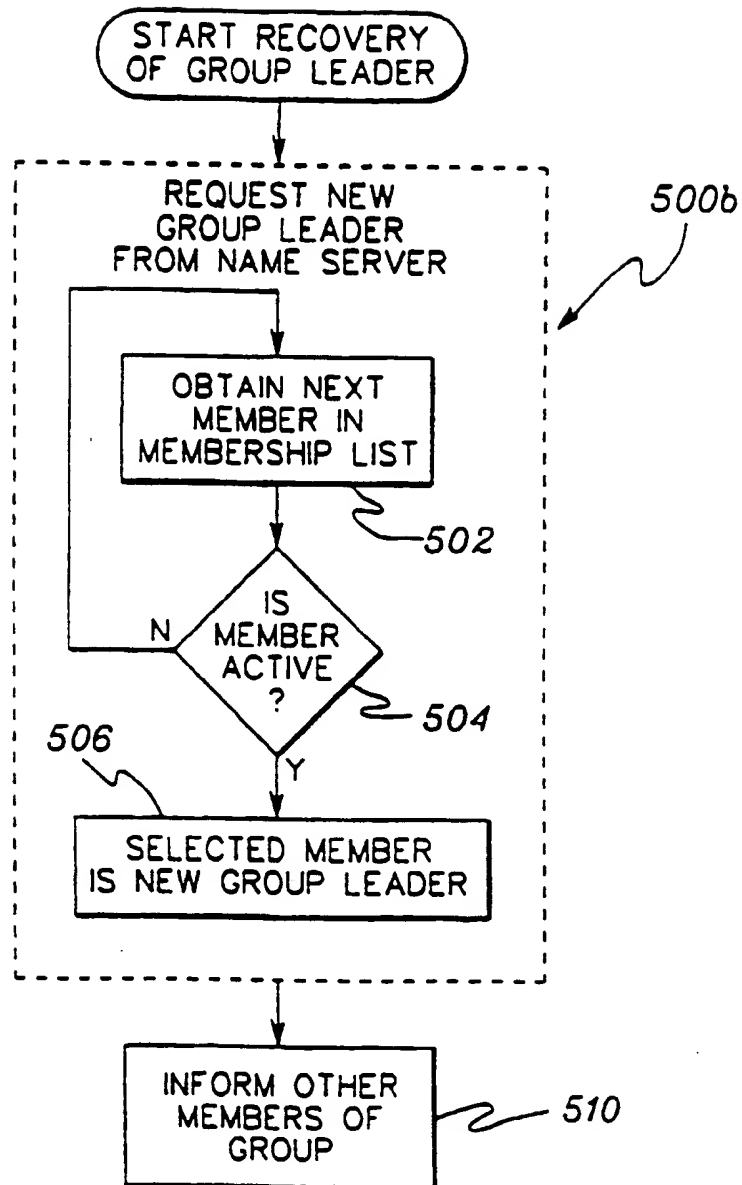 START RECOVERY
OF GROUP LEADER
REQUEST NEW
GROUP LEADER
FROM NAME SERVER
500b
OBTAIN NEXT
MEMBER IN
MEMBERSHIP LIST
502
IS
MEMBER
ACTIVE
?
N
504
Y
506
SELECTED MEMBER
IS NEW GROUP LEADER
INFORM OTHER
MEMBERS OF
GROUP
510